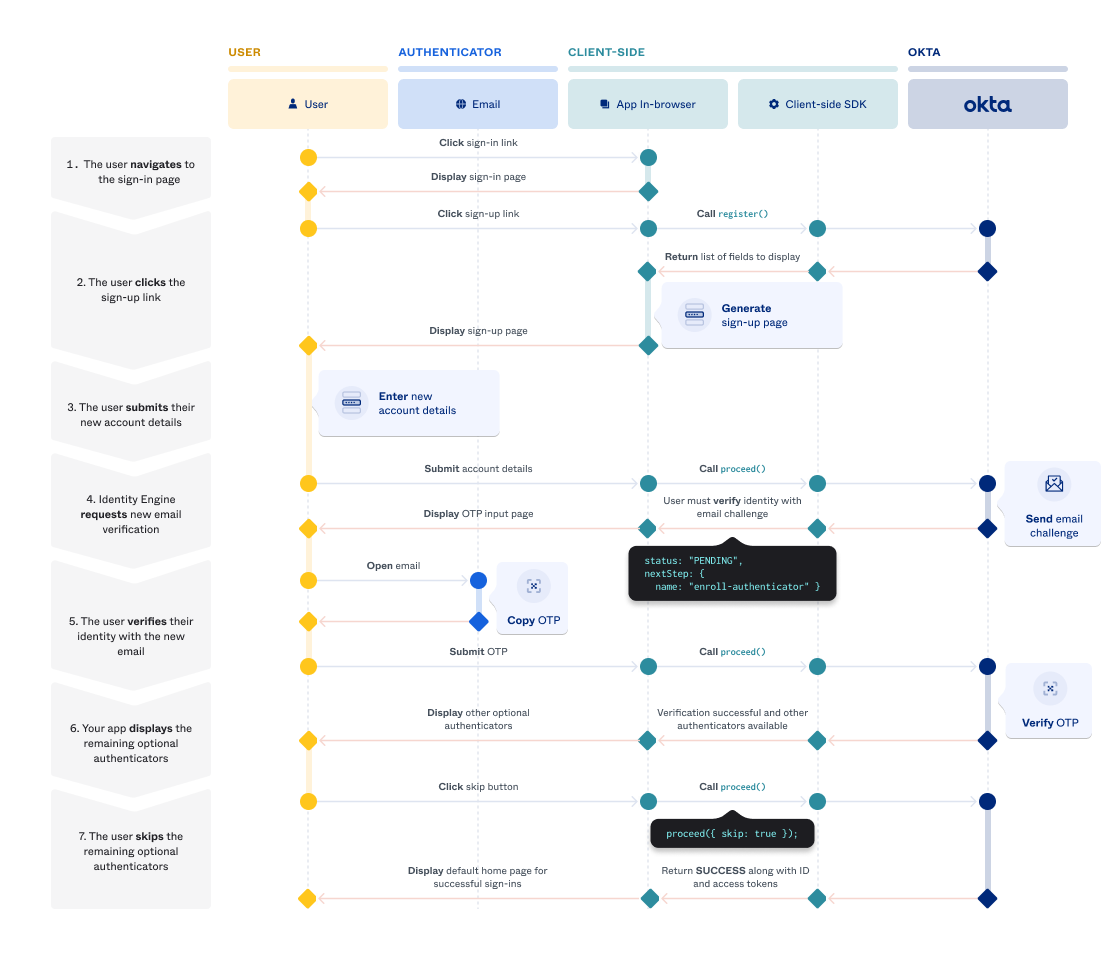 USER
AUTHENTICATOR
CLIENT-SIDE
OKTA
User
Email
App In-browser
Client-side SDK
okta
1. The user navigates to
the sign-in page
Click sign-in link
Display sign-in page
2. The user clicks the
sign-up link
Click sign-up link
Call register()
Return list of fields to display
Generate
sign-up page
Display sign-up page
3. The user submits their
new account details
Enter new
account details
4. Identity Engine
requests new email
verification
Submit account details
Call proceed()
Send email
challenge
User must verify identity with
email challenge
Display OTP input page
status: "PENDING",
nextStep: {
name: "enroll-authenticator" }
5. The user verifies their
identity with the new
email
Open email
Copy OTP
Submit OTP
Call proceed()
Verify OTP
6. Your app displays the
remaining optional
authenticators
Display other optional
authenticators
Verification successful and other
authenticators available
7. The user skips the
remaining optional
authenticators
Click skip button
Call proceed()
proceed({ skip: true });
Display default home page for
successful sign-ins
Return SUCCESS along with ID
and access tokens